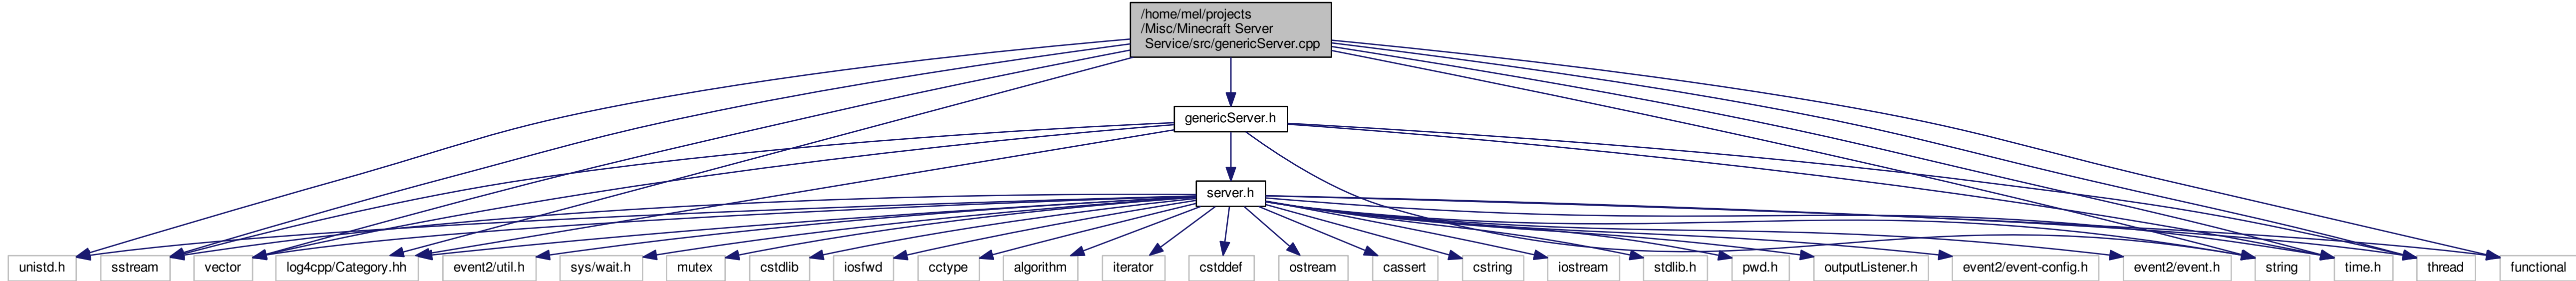 /home/mel/projects
/Misc/Minecraft Server
Service/src/genericServer.cpp
genericServer.h
server.h
unistd.h
sstream
vector
log4cpp/Category.hh
event2/util.h
sys/wait.h
mutex
cstdlib
iosfwd
cctype
algorithm
iterator
cstddef
ostream
cassert
cstring
iostream
stdlib.h
pwd.h
outputListener.h
event2/event-config.h
event2/event.h
string
time.h
thread
functional